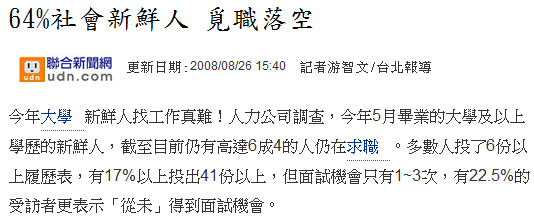 64%社會新鮮人 覓職落空
udn 聯合新聞網 udn.com 更新日期:2008/08/26 15:40 記者游智文/台北報導
今年大學 新鮮人找工作真難！人力公司調查，今年5月畢業的大學及以上
學歷的新鮮人，截至目前仍有高達6成4的人仍在求職 。多數人投了6份以
上履歷表，有17%以上投出41份以上，但面試機會只有1~3次，有22.5%的
受訪者更表示「從未」得到面試機會。